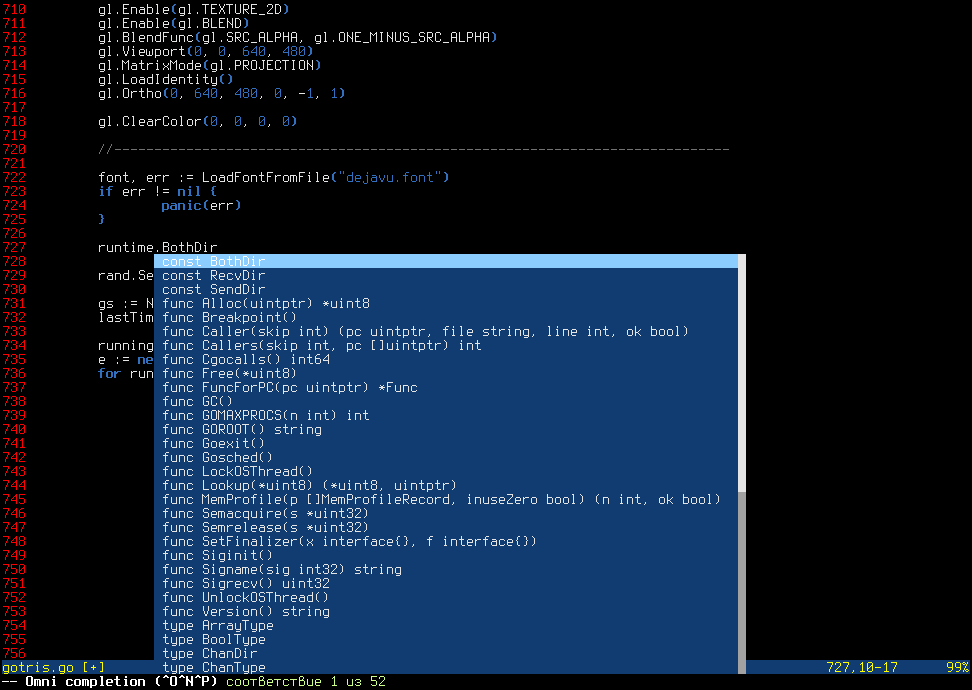 710 gl.Enable(gl.TEXTURE_2D)
711 gl.Enable(gl.BLEND)
712 gl.BlendFunc(gl.SRC_ALPHA, gl.ONE_MINUS_SRC_ALPHA)
713 gl.Viewport(0, 0, 640, 480)
714 gl.MatrixMode(gl.PROJECTION)
715 gl.LoadIdentity()
716 gl.Ortho(0, 640, 480, 0, -1, 1)
717
718 gl.ClearColor(0, 0, 0, 0)
719
720 //-----------------------------------------------------------------------------
721
722 font, err := LoadFontFromFile("dejavu.font")
723 if err != nil {
724 panic(err)
725 }
726
727 runtime.BothDir
728 const BothDir
729 rand.Se const RecvDir
730 const SendDir
731 gs := N func Alloc(uintptr) *uint8
732 lastTim func Breakpoint()
733 func Caller(skip int) (pc uintptr, file string, line int, ok bool)
734 running func Callers(skip int, pc []uintptr) int
735 e := ne func Cgocalls() int64
736 for run func Free(*uint8)
737 func FuncForPC(pc uintptr) *Func
738 func GC()
739 func GOMAXPROCS(n int) int
740 func GOROOT() string
741 func Goexit()
742 func Gosched()
743 func LockOSThread()
744 func Lookup(*uint8) (*uint8, uintptr)
745 func MemProfile(p []MemProfileRecord, inuseZero bool) (n int, ok bool)
746 func Semacquire(s *uint32)
747 func Semrelease(s *uint32)
748 func SetFinalizer(x interface{}, f interface{})
749 func Siginit()
750 func Signame(sig int32) string
751 func Sigrecv() uint32
752 func UnlockOSThread()
753 func Version() string
754 type ArrayType
755 type BoolType
756 type ChanDir
gotris.go [+] type ChanType 727,10-17 99%
-- Omni completion (^O^N^P) соответствие 1 из 52